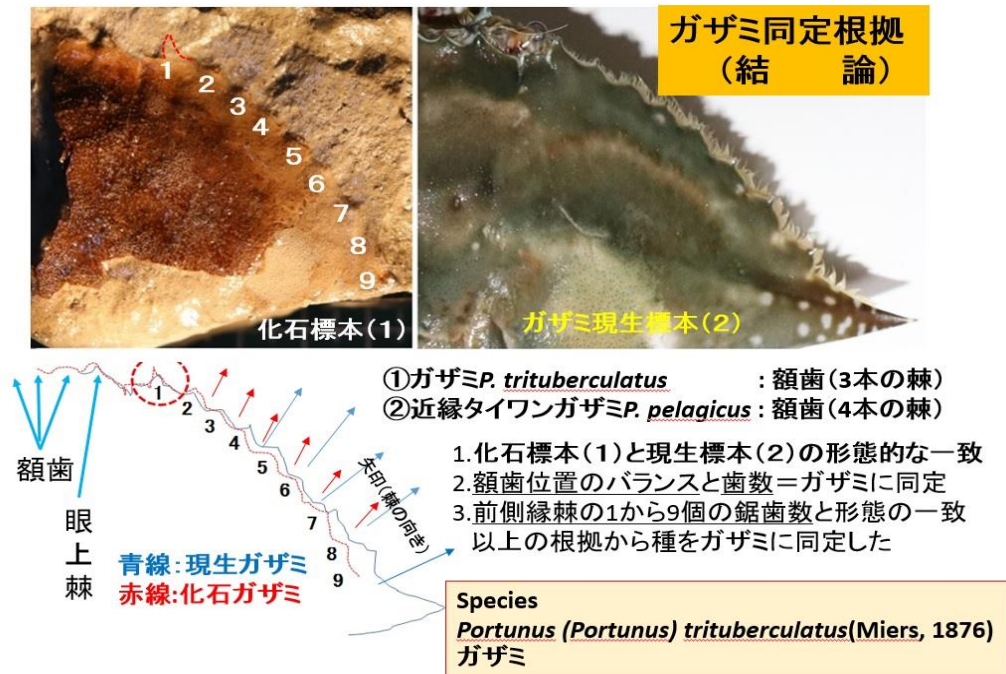 ガザミ同定根拠
（結　　論）
1
2
3
4
5
6
7
8
9
化石標本（1）
ガザミ現生標本（2）
①ガザミP. trituberculatus : 額歯（3本の棘）
②近縁タイワンガザミP. pelagicus : 額歯（4本の棘）
1.化石標本（1）と現生標本（2）の形態的な一致
2.額歯位置のバランスと歯数＝ガザミに同定
3.前側縁棘の1から9個の鋸歯数と形態の一致
以上の根拠から種をガザミに同定した
1
2
3
4
5
6
7
8
9
額歯
眼上棘
矢印（棘の向き）
青線：現生ガザミ
赤線:化石ガザミ
Species
Portunus (Portunus) trituberculatus(Miers, 1876)
ガザミ